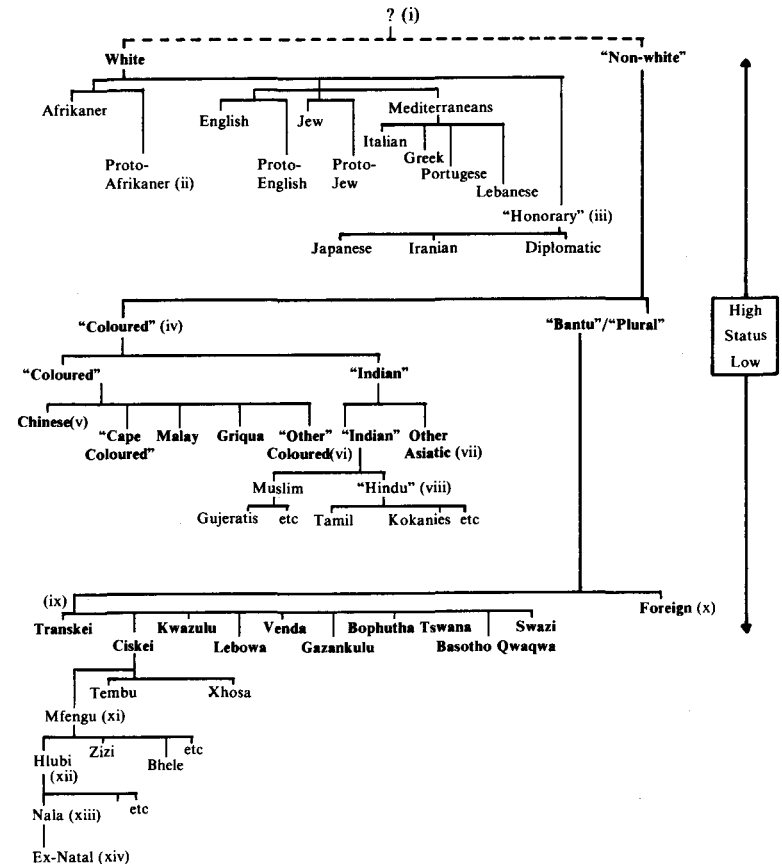 ? (i)
White
"Non-white"
Afrikaner
Proto-
Afrikaner (ii)
English
Proto-
English
Jew
Proto-
Jew
Mediterraneans
Italian
Greek
Portugese
Lebanese
"Honorary" (iii)
Japanese
Iranian
Diplomatic
High
Status
Low
"Coloured" (iv)
"Bantu"/"Plural"
"Coloured"
"Indian"
Chinese(v)
"Cape
Coloured"
Malay
Griqua
"Other"
Coloured(vi)
"Indian"
Other
Asiatic (vii)
Muslim
"Hindu" (viii)
Gujeratis
etc
Tamil
Kokanies
etc
(ix)
Foreign (x)
Transkei
Ciskei
Kwazulu
Lebowa
Venda
Gazankulu
Bophutha Tswana
Basotho Qwaqwa
Swazi
Tembu
Xhosa
Mfengu (xi)
Hlubi
(xii)
Zizi
Bhele
etc
Nala (xiii)
etc
Ex-Natal (xiv)